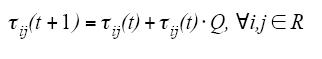 τij(t + 1) = τij(t) + τij(t) · Q, ∀i,j ∈ R